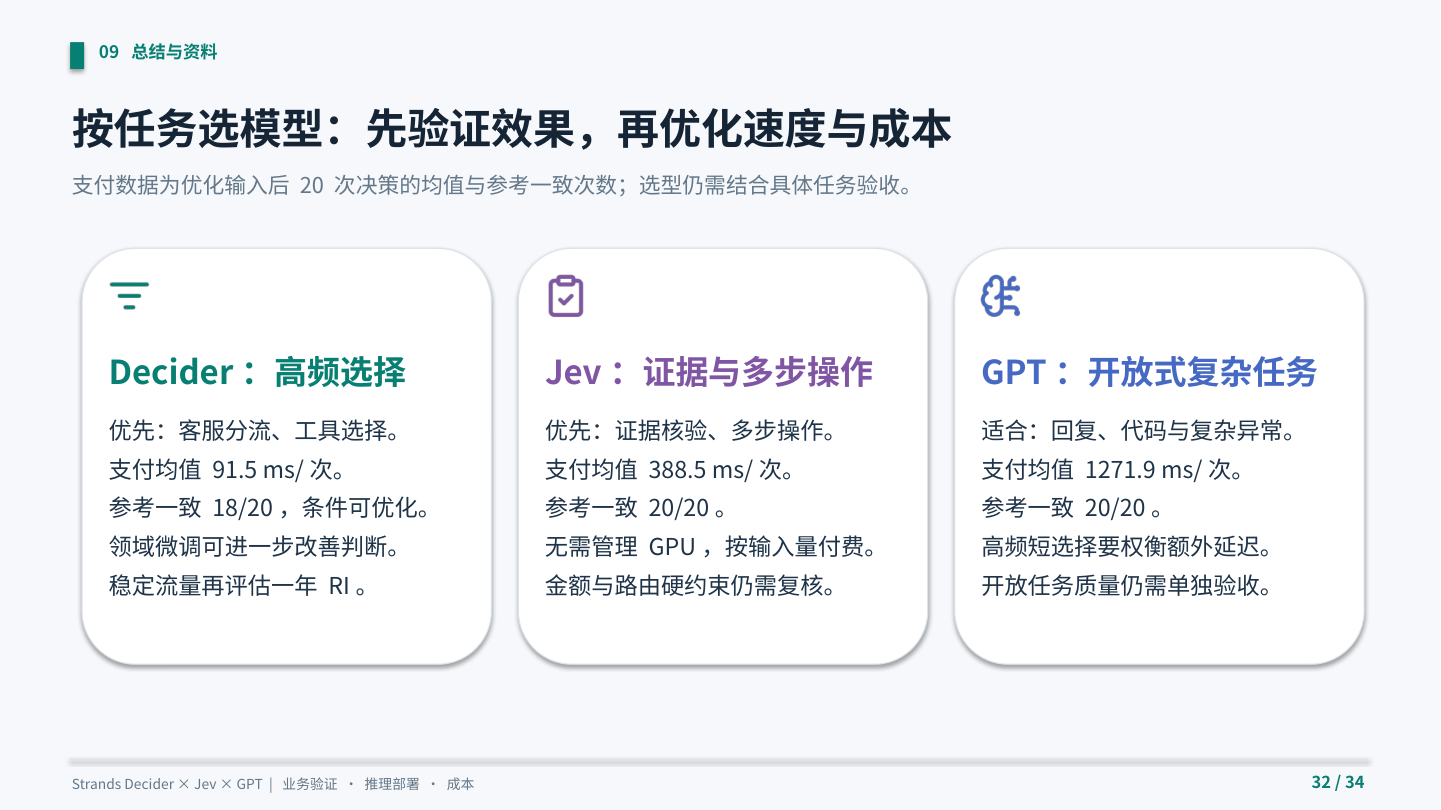 09 总结与资料
按任务选模型：先验证效果，再优化速度与成本
支付数据为优化输入后 20 次决策的均值与参考一致次数；选型仍需结合具体任务验收。
Decider：高频选择
优先：客服分流、工具选择。
支付均值 91.5 ms/ 次。
参考一致 18/20，条件可优化。
领域微调可进一步改善判断。
稳定流量再评估一年 RI。
Jev：证据与多步操作
优先：证据核验、多步操作。
支付均值 388.5 ms/ 次。
参考一致 20/20。
无需管理 GPU，按输入量付费。
金额与路由硬约束仍需复核。
GPT：开放式复杂任务
适合：回复、代码与复杂异常。
支付均值 1271.9 ms/ 次。
参考一致 20/20。
高频短选择要权衡额外延迟。
开放任务质量仍需单独验收。
Strands Decider × Jev × GPT | 业务验证 · 推理部署 · 成本
32 / 34